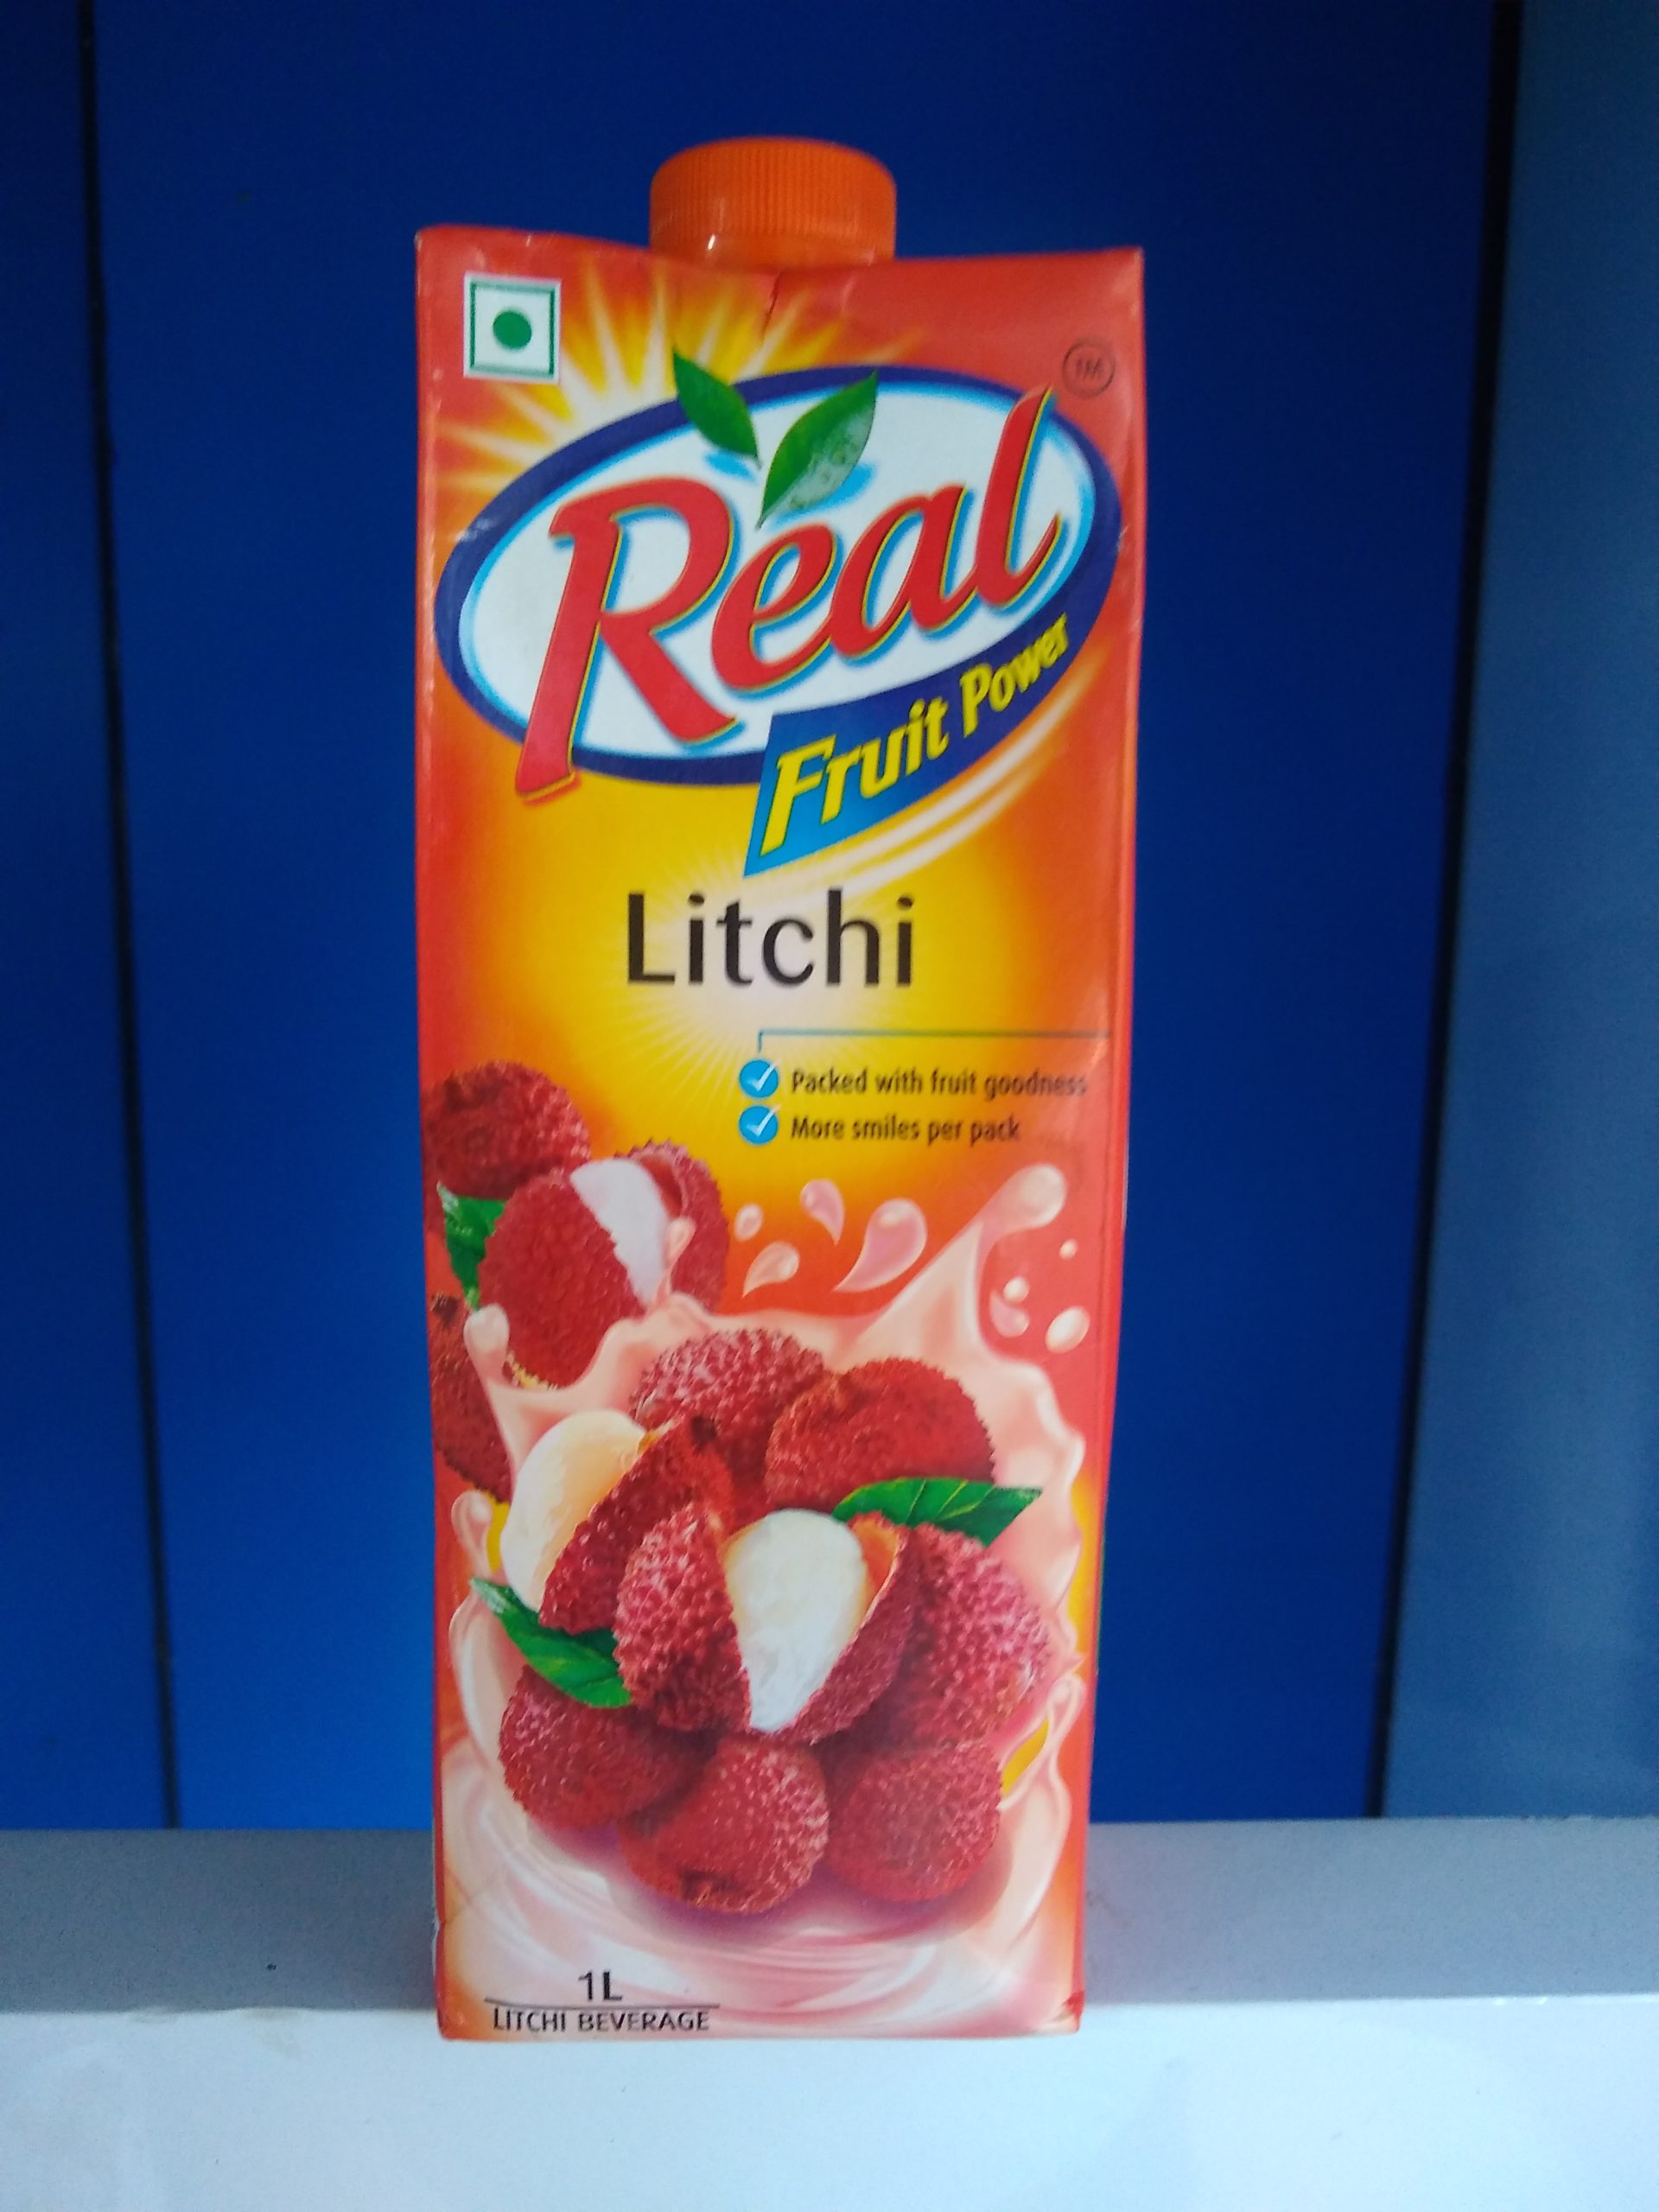 TM
Real
Fruit Power
Litchi
Packed with fruit goodness
More smiles per pack
1L
LITCHI BEVERAGE